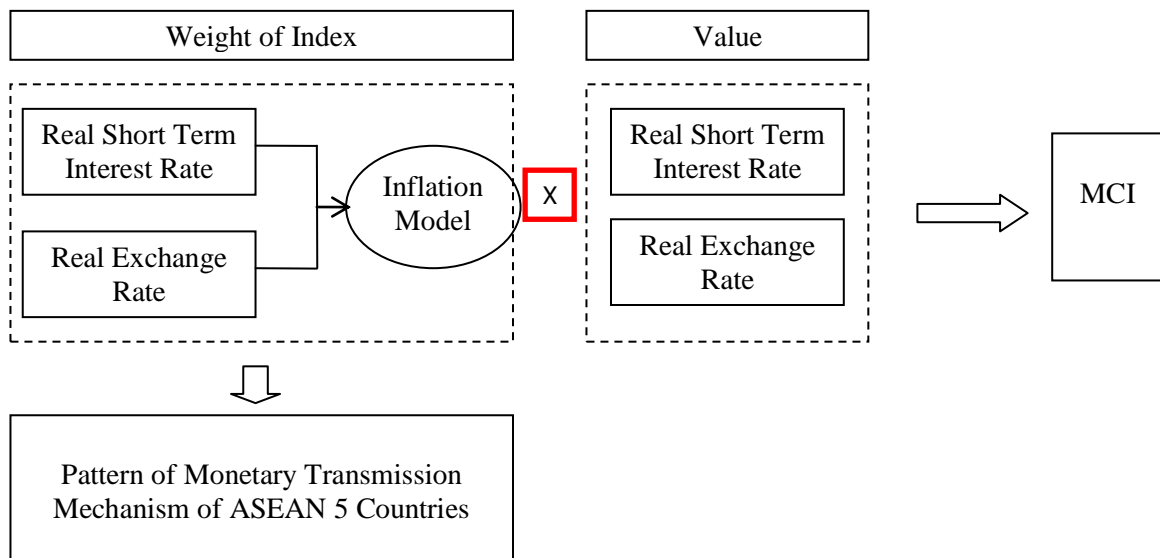 Weight of Index
Value
Real Short Term
Interest Rate
Real Exchange
Rate
Inflation
Model
X
Real Short Term
Interest Rate
Real Exchange
Rate
MCI
Pattern of Monetary Transmission
Mechanism of ASEAN 5 Countries